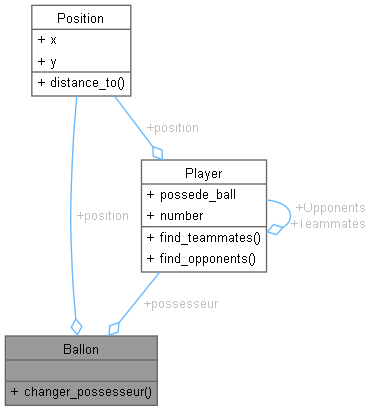 Position
+ x
+ y
+ distance_to()
+position
Player
+ possede_ball
+ number
+ find_teammates()
+ find_opponents()
+Opponents
+Teammates
+position
+possesseur
Ballon
+ changer_possesseur()